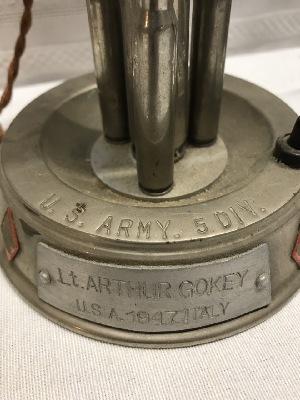 U.S. ARMY. 5 DIV.
Lt. ARTHUR GOKEY
U.S.A. 1947. ITALY